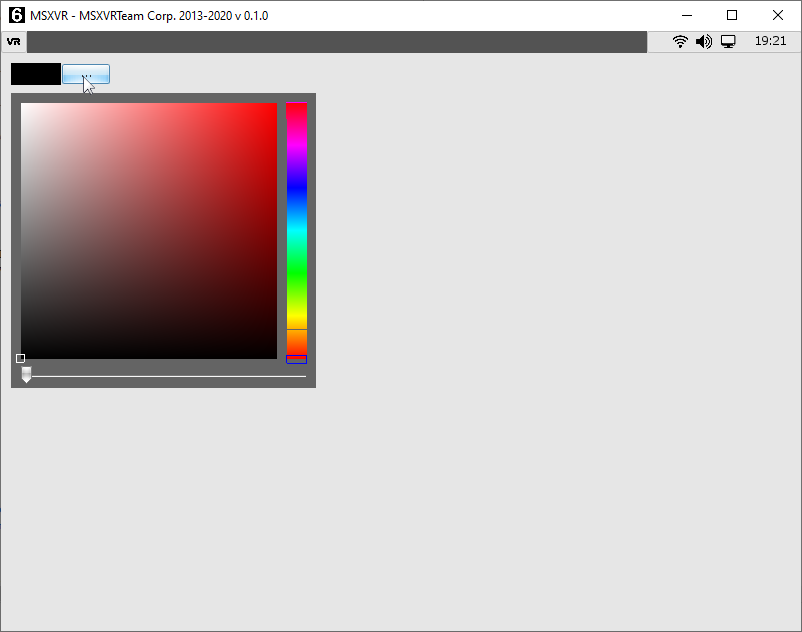 6 MSXVR - MSXVRTeam Corp. 2013-2020 v 0.1.0
VR 19:21
...